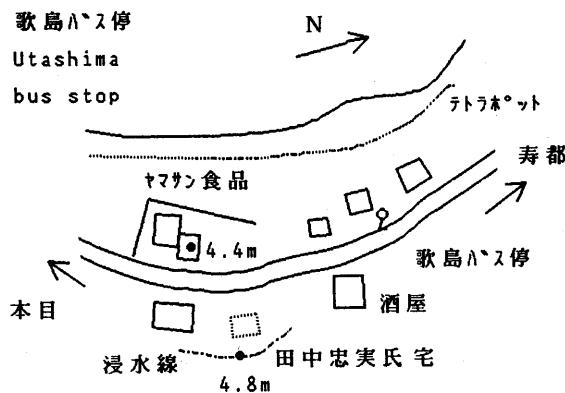 歌島ﾊﾞｽ停
Utashima
bus stop
N
ﾃﾄﾗﾎﾟｯﾄ
寿都
ﾔﾏｻﾝ食品
4.4m
歌島ﾊﾞｽ停
本目
酒屋
浸水線
田中忠実氏宅
4.8m